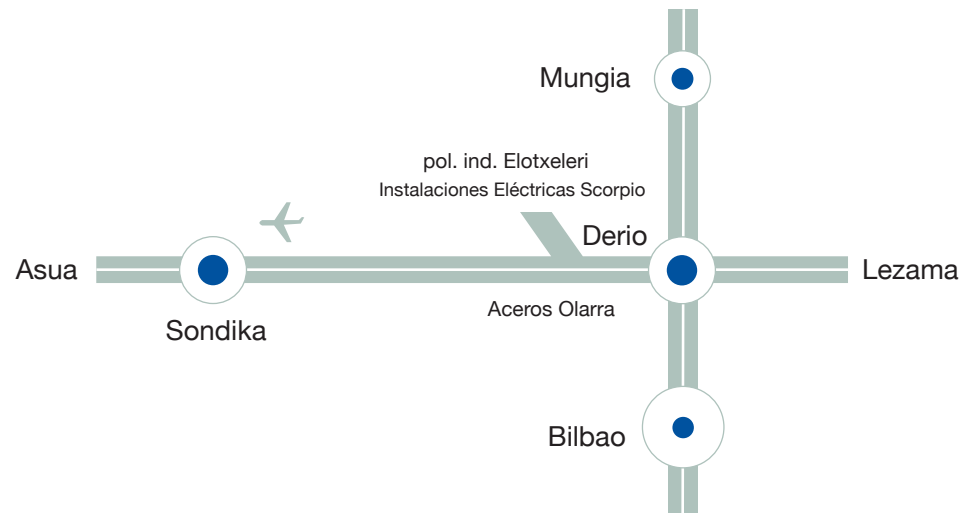 Mungia
pol. ind. Elotxeleri
Instalaciones Eléctricas Scorpio
Derio
Asua
Lezama
Aceros Olarra
Sondika
Bilbao